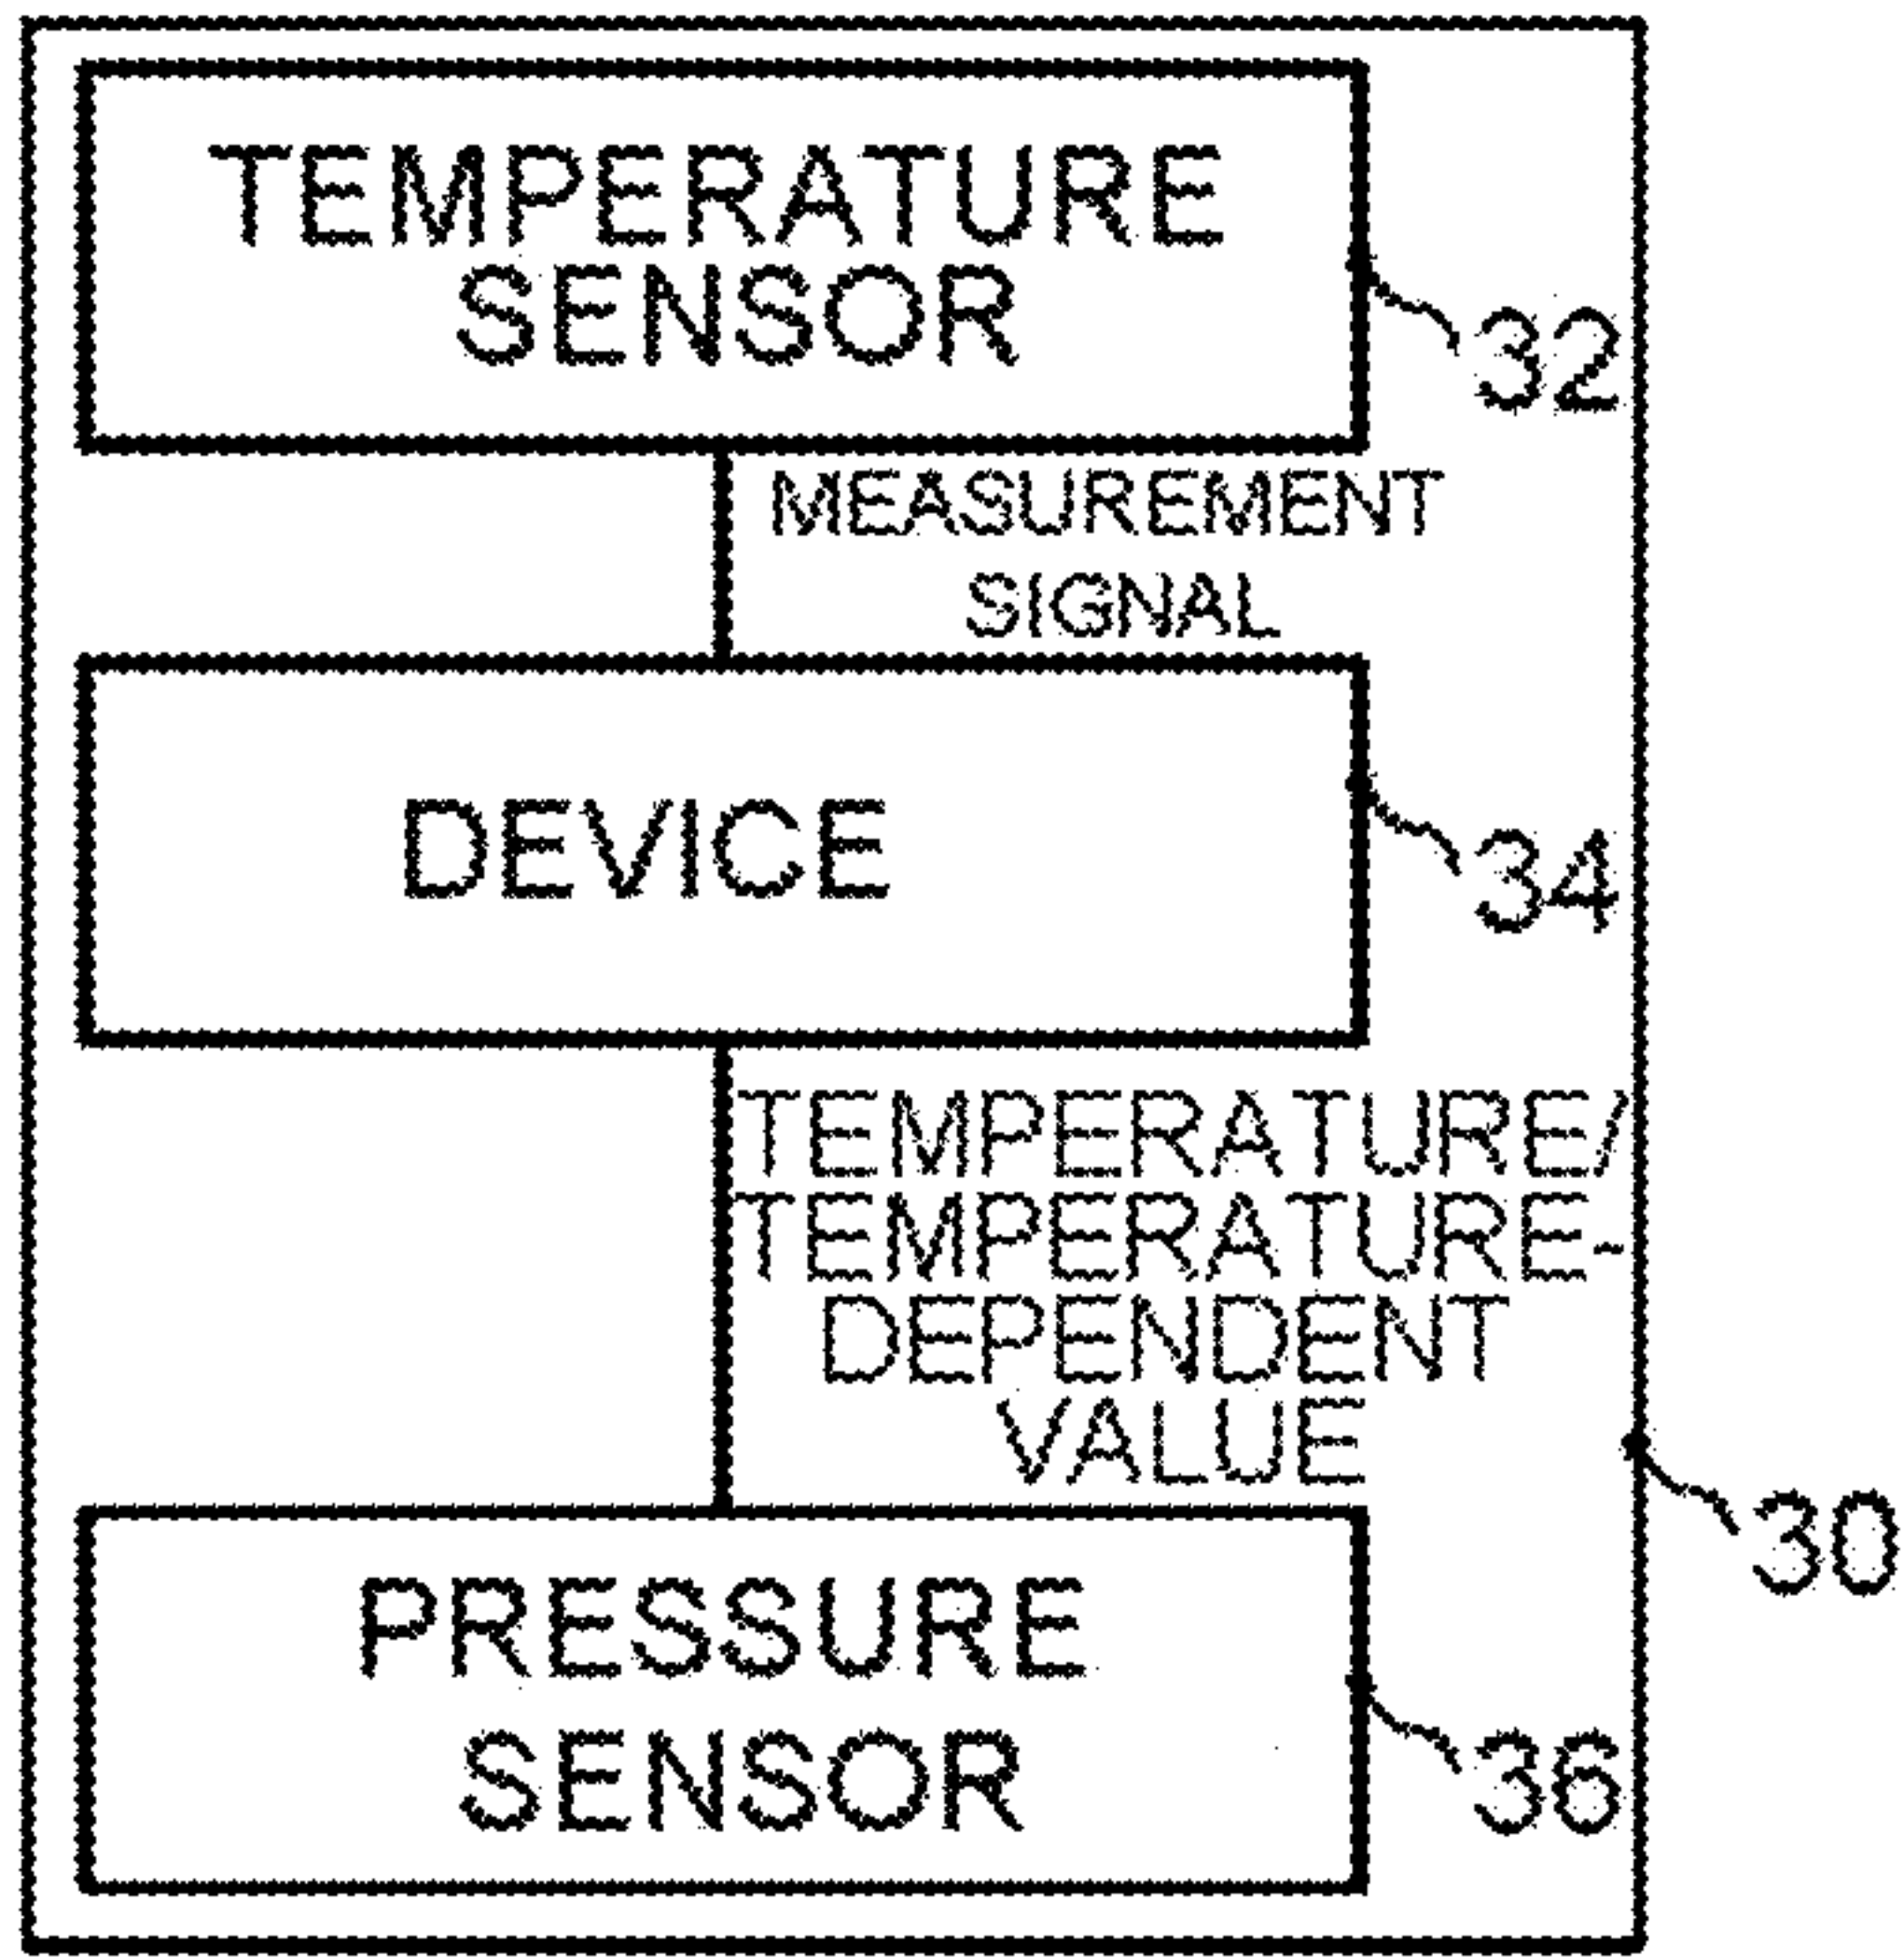 TEMPERATURE
SENSOR
32
MEASUREMENT
SIGNAL
DEVICE
34
TEMPERATURE/
TEMPERATURE-
DEPENDENT
VALUE
30
PRESSURE
SENSOR
36